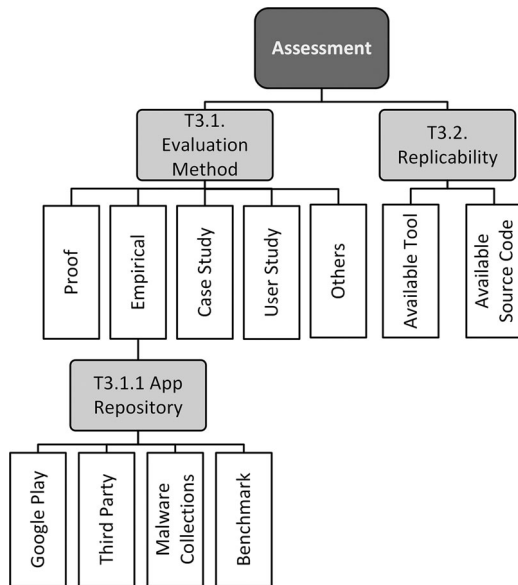 Assessment
T3.1.
Evaluation
Method
T3.2.
Replicability
Proof
Empirical
Case Study
User Study
Others
Available Tool
Available
Source Code
T3.1.1 App
Repository
Google Play
Third Party
Malware
Collections
Benchmark